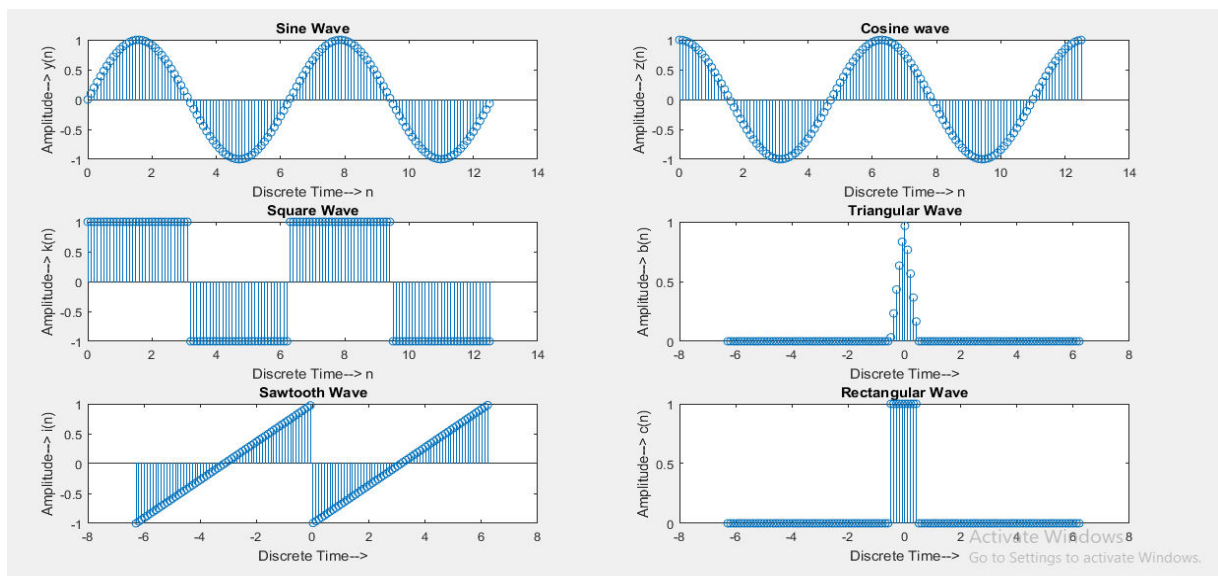 Sine Wave
Amplitude--> y(n)
1
0.5
0
-0.5
-1
0 2 4 6 8 10 12 14
Discrete Time--> n
Cosine wave
Amplitude--> z(n)
1
0.5
0
-0.5
-1
0 2 4 6 8 10 12 14
Discrete Time--> n
Square Wave
Amplitude--> k(n)
1
0.5
0
-0.5
-1
0 2 4 6 8 10 12 14
Discrete Time--> n
Triangular Wave
Amplitude--> b(n)
1
0.5
0
-8 -6 -4 -2 0 2 4 6 8
Discrete Time-->
Sawtooth Wave
Amplitude--> i(n)
1
0.5
0
-0.5
-1
-8 -6 -4 -2 0 2 4 6 8
Discrete Time-->
Rectangular Wave
Amplitude--> c(n)
1
0.5
0
-8 -6 -4 -2 0 2 4 6 8
Discrete Time-->
Activate Windows
Go to Settings to activate Windows.